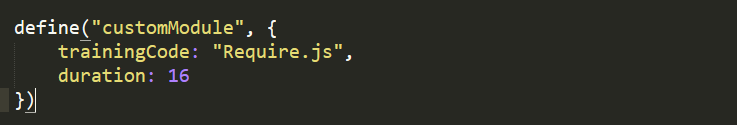 define("customModule", {
    trainingCode: "Require.js",
    duration: 16
})